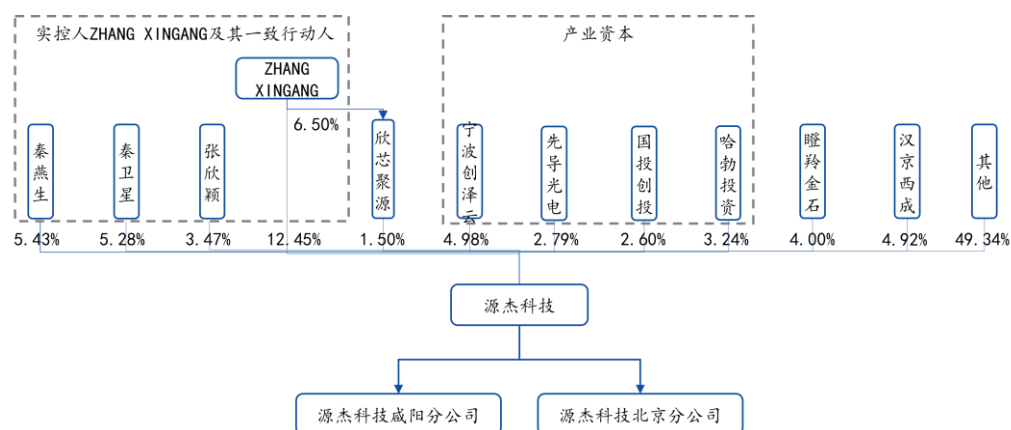 实控人ZHANG XINGANG及其一致行动人
产业资本
ZHANG
XINGANG
6.50%
秦燕生
秦卫星
张欣颖
欣芯聚源
宁波创泽云
先导光电
国投创投
哈勃投资
瞪羚金石
汉京西成
其他
5.43%
5.28%
3.47%
12.45%
1.50%
4.98%
2.79%
2.60%
3.24%
4.00%
4.92%
49.34%
源杰科技
源杰科技咸阳分公司
源杰科技北京分公司